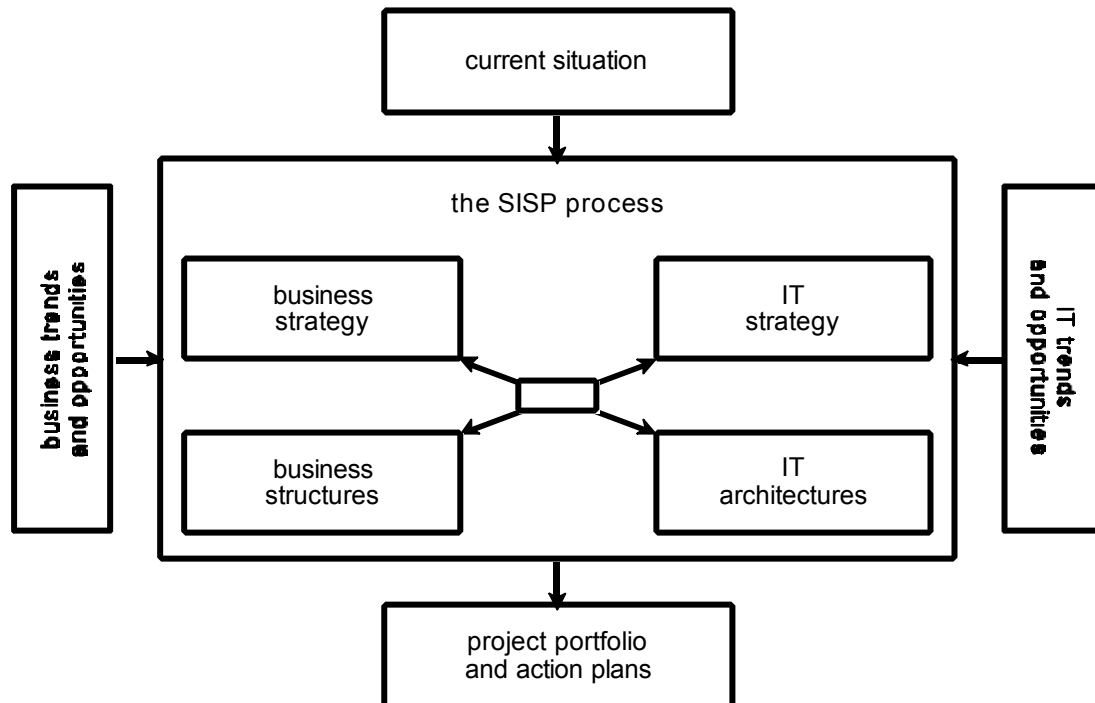 current situation
the SISP process
business trends
and opportunities
business
strategy
IT
strategy
IT trends
and opportunities
business
structures
IT
architectures
project portfolio
and action plans